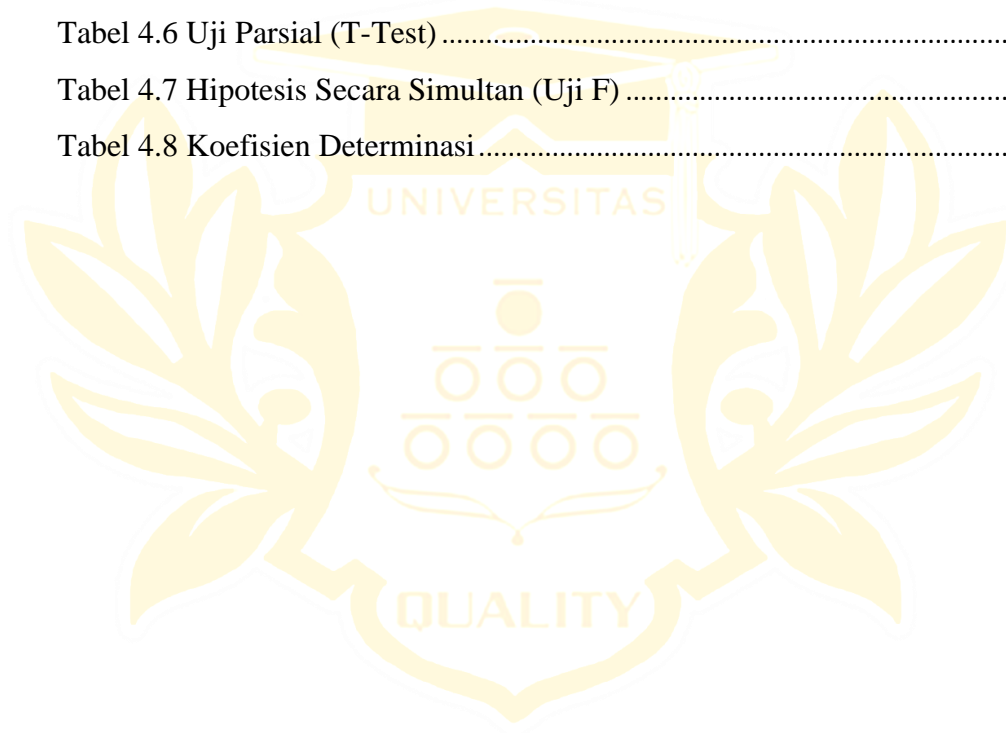 Tabel 4.6 Uji Parsial (T-Test) ..........................................................................................
Tabel 4.7 Hipotesis Secara Simultan (Uji F) ..............................................................
Tabel 4.8 Koefisien Determinasi ....................................................................................
UNIVERSITAS
QUALITY